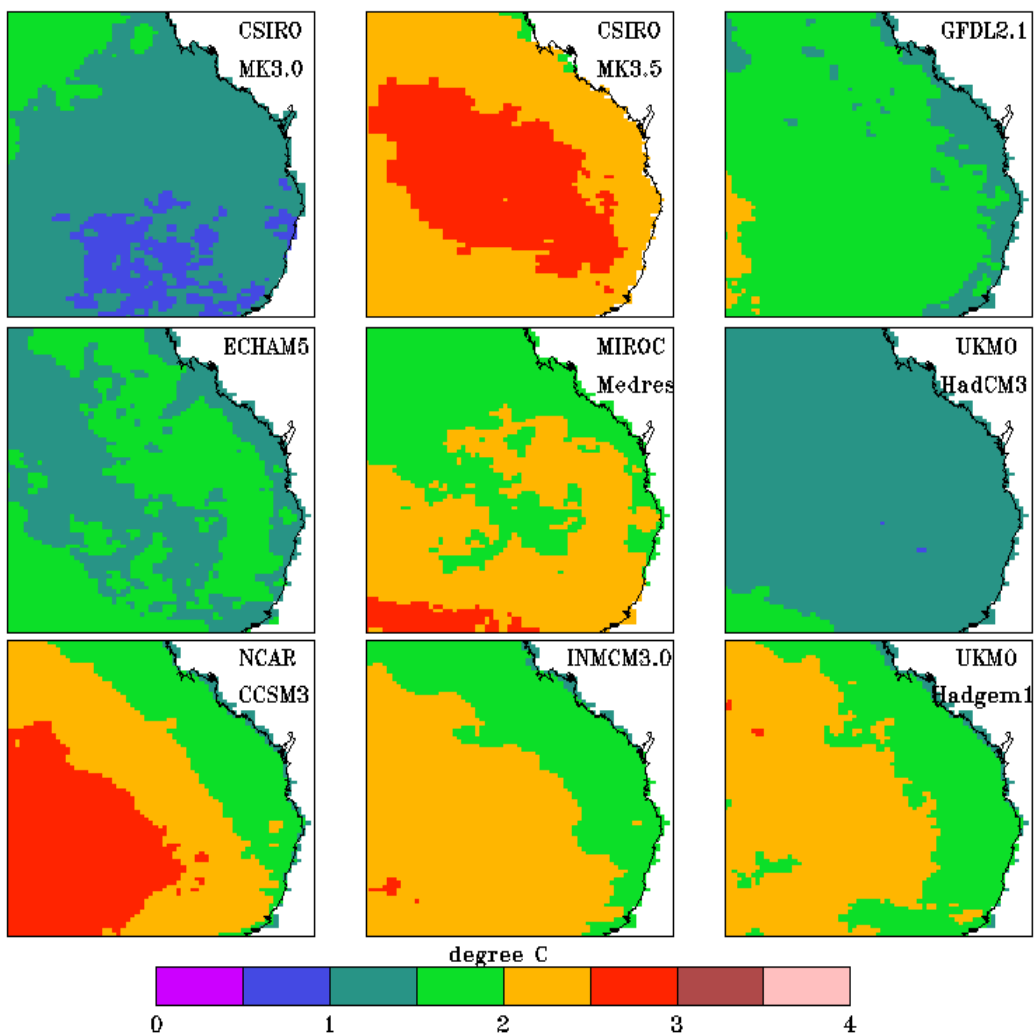 CSIRO
MK3.0
CSIRO
MK3.5
GFDL2.1
ECHAM5
MIROC
Medres
UKMO
HadCM3
NCAR
CCSM3
INMCM3.0
UKMO
Hadgem1
degree C
0 1 2 3 4